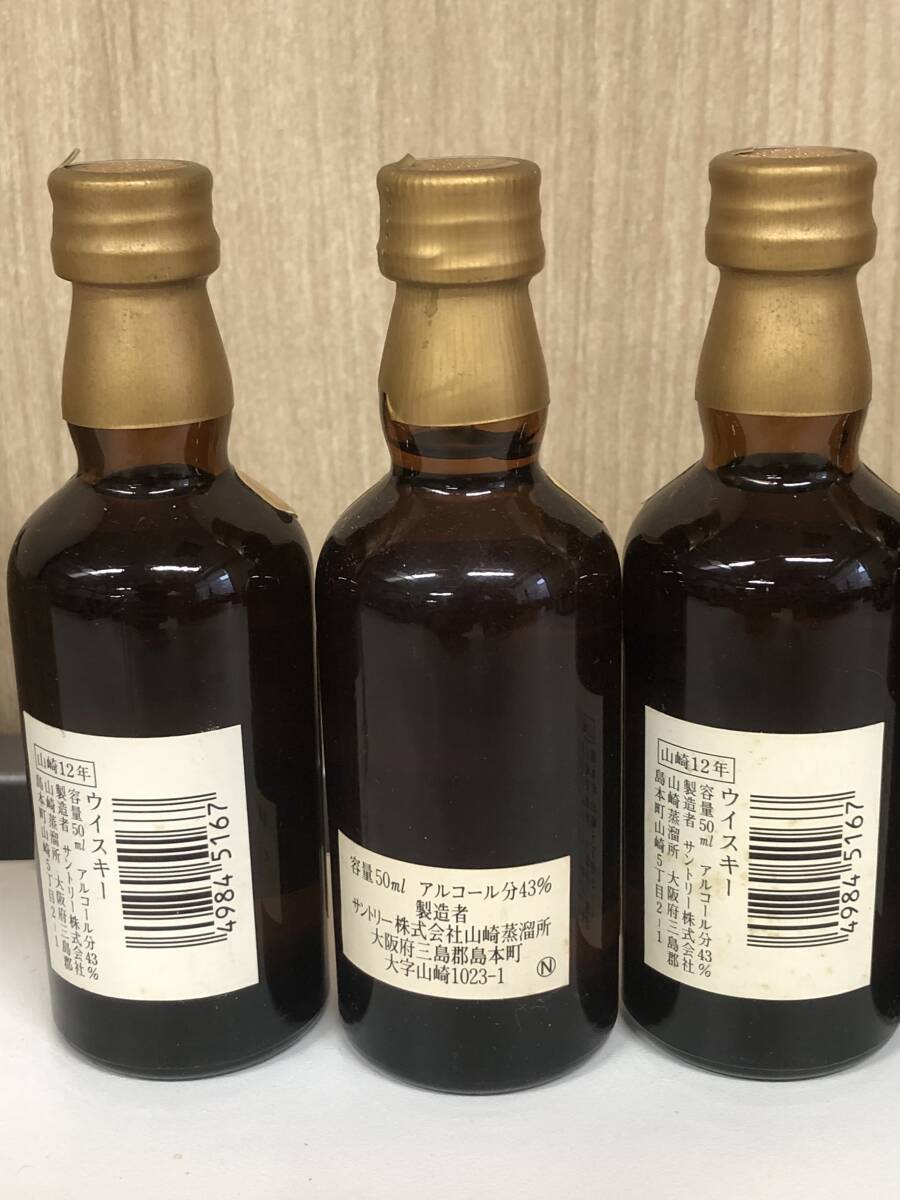 山崎12年
ウイスキー
容量50ml アルコール分43%
製造者 サントリー株式会社
山崎蒸溜所 大阪府三島郡
島本町山崎5丁目2-1
4984 5167
容量50ml アルコール分43%
製造者
サントリー株式会社山崎蒸溜所
大阪府三島郡島本町
大字山崎1023-1
N
山崎12年
ウイスキー
容量50ml アルコール分43%
製造者 サントリー株式会社
山崎蒸溜所 大阪府三島郡
島本町山崎5丁目2-1
4984 5167